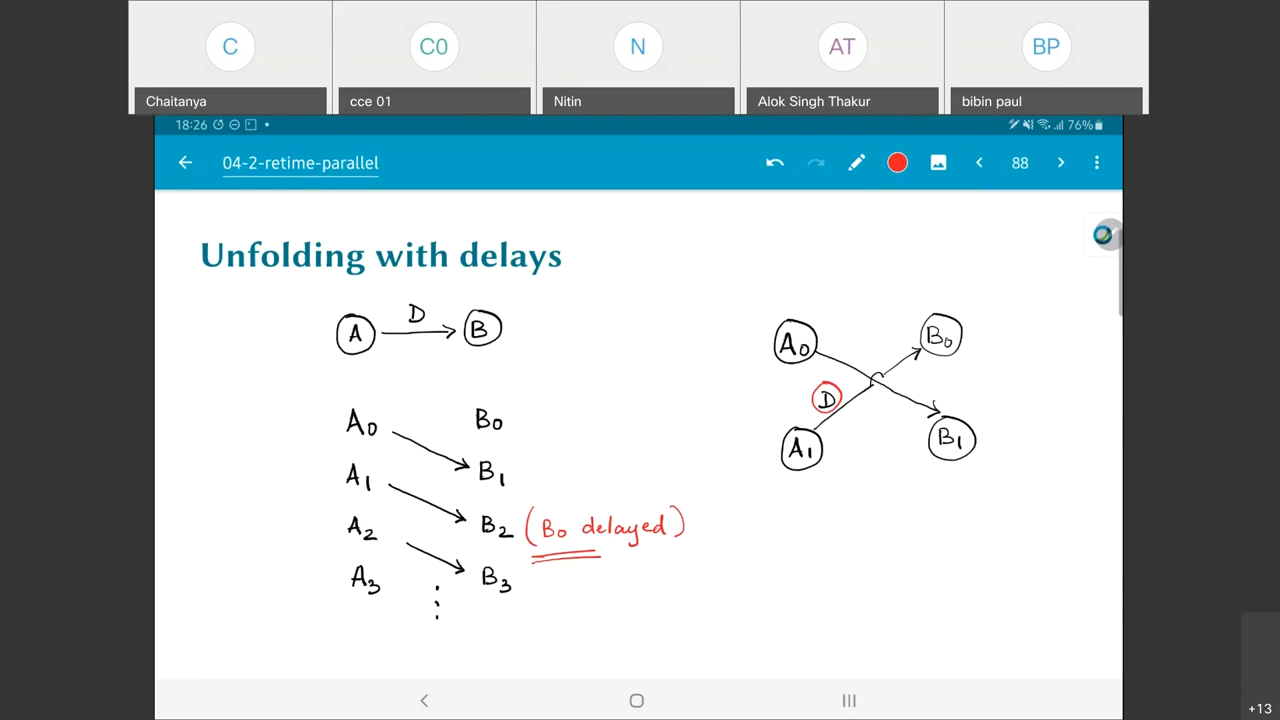 C C0 N AT BP
Chaitanya cce 01 Nitin Alok Singh Thakur bibin paul
18:26 76%
04-2-retime-parallel 88
Unfolding with delays
A D B
A0 B0
A1 B1
A2 B2 (B0 delayed)
A3 B3
A0 B0
D
A1 B1
+13